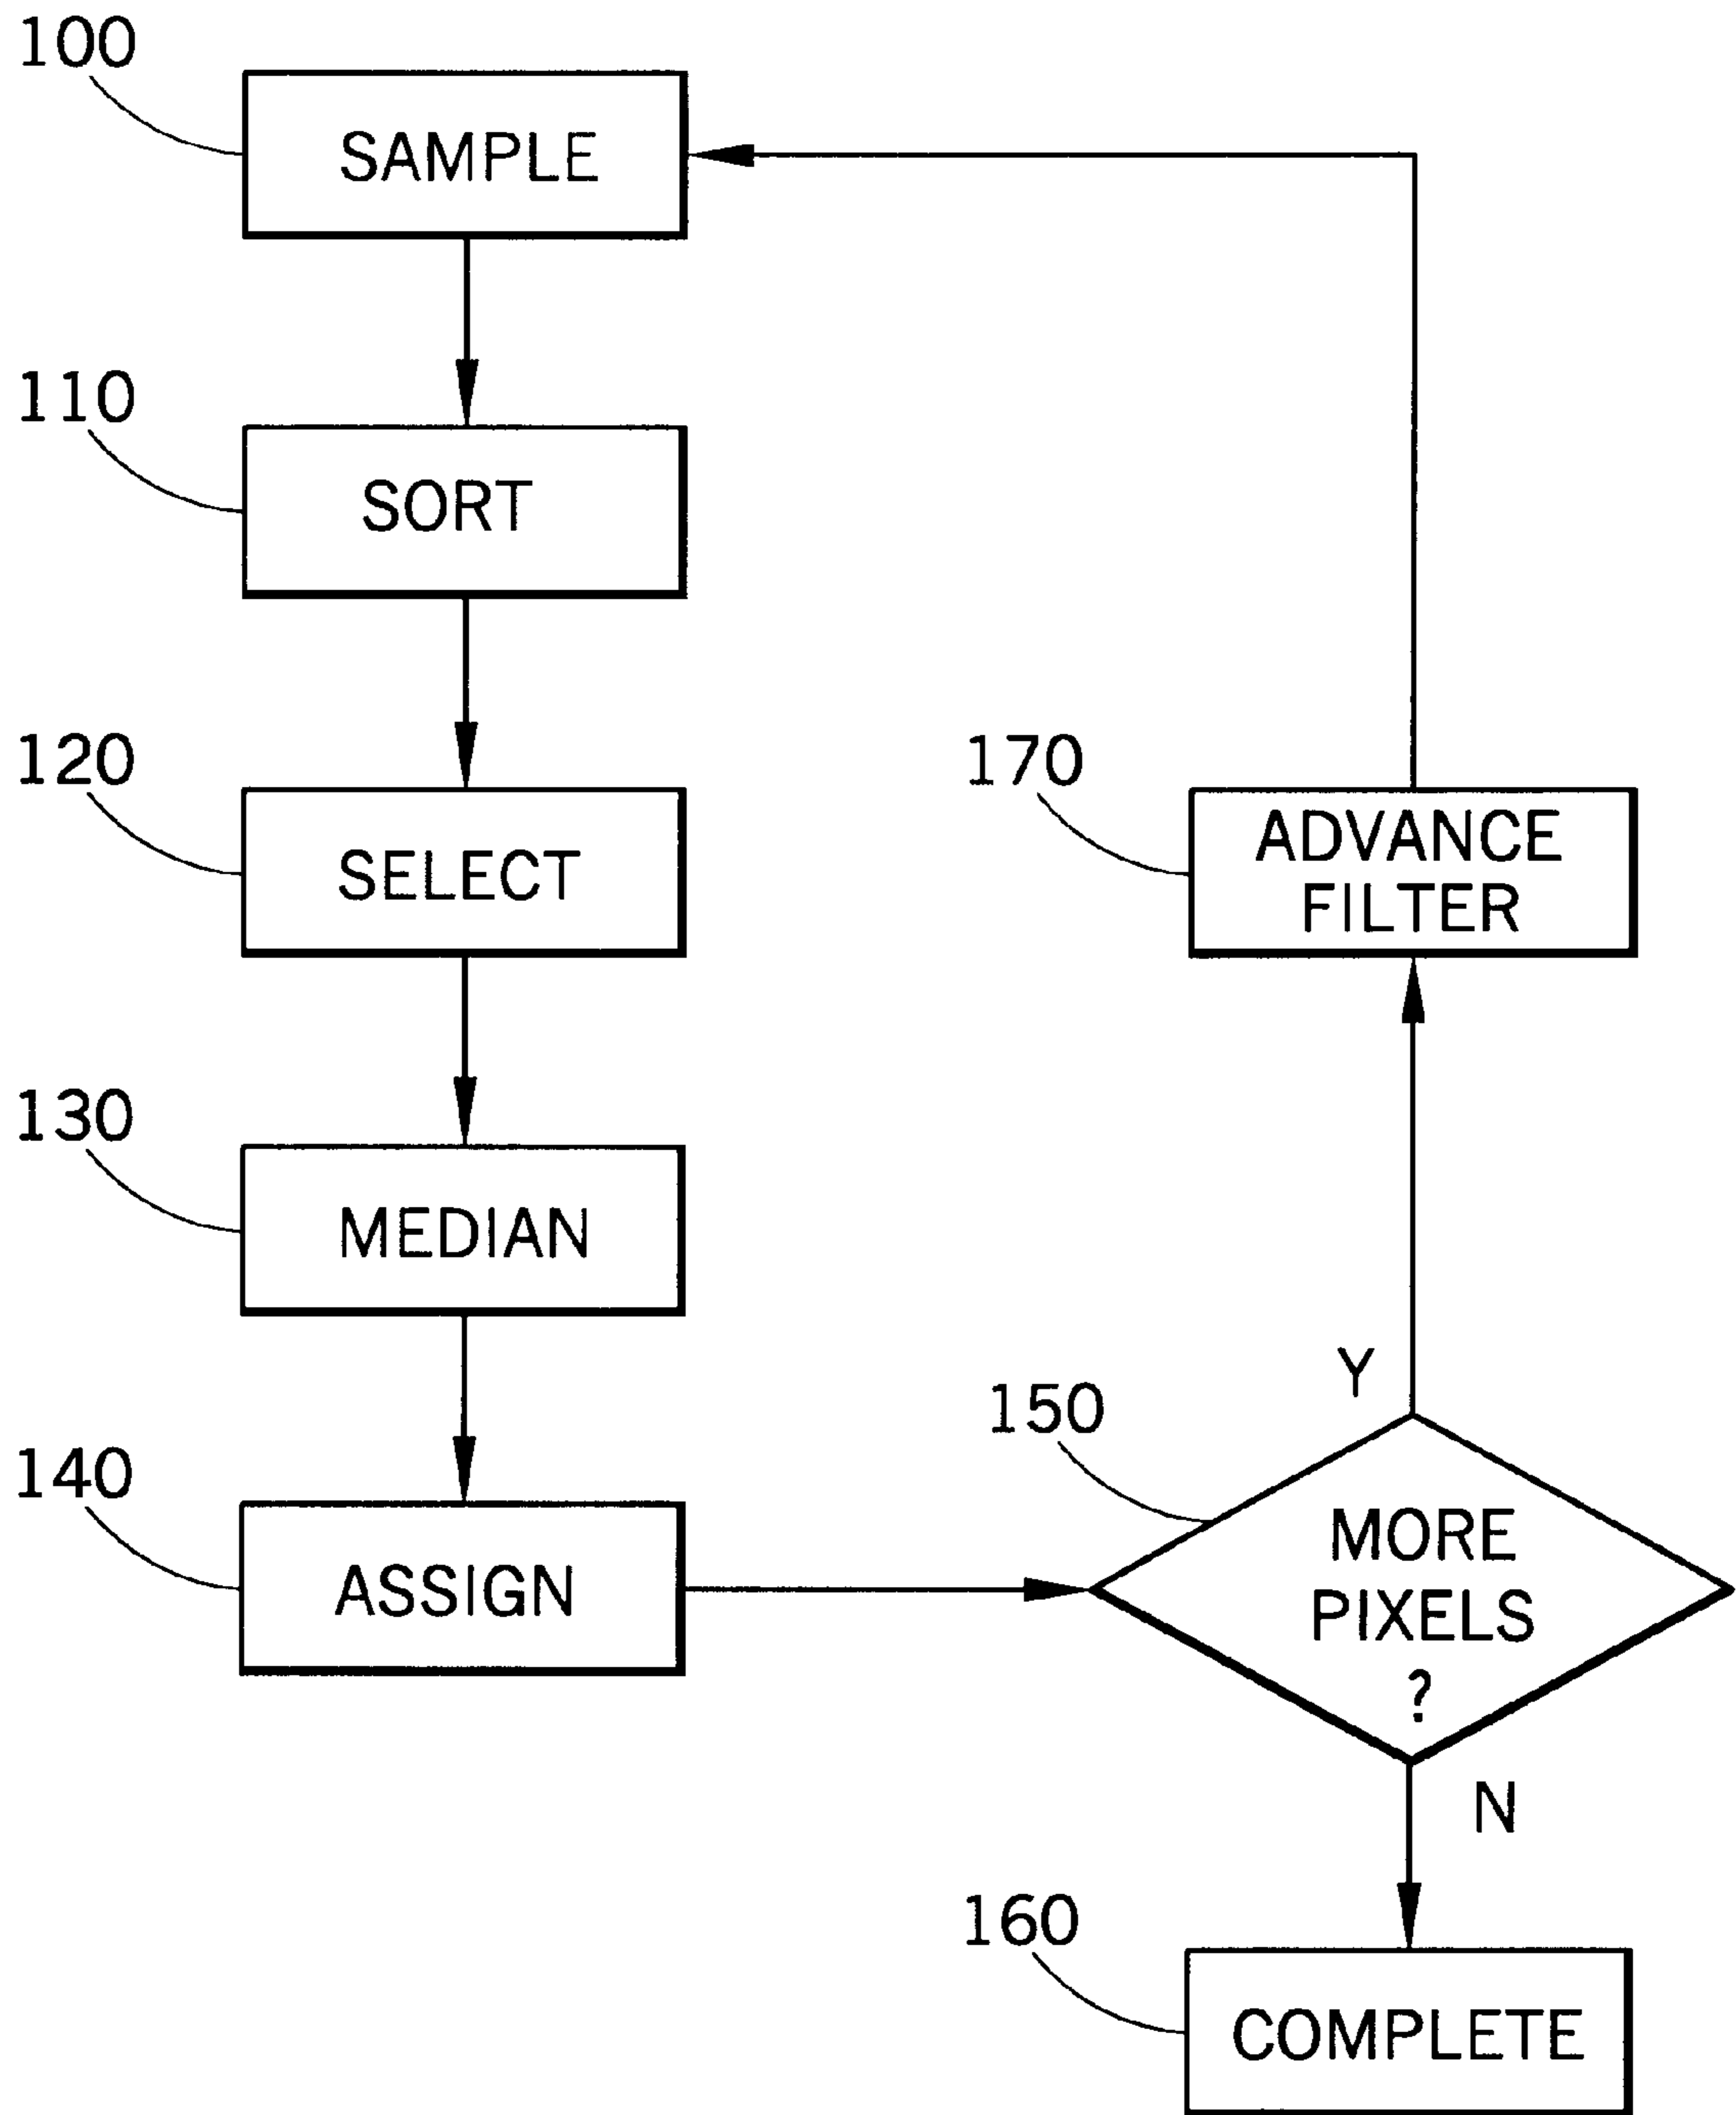 100
SAMPLE
110
SORT
120
SELECT
170
ADVANCE
FILTER
130
MEDIAN
Y
150
140
ASSIGN
MORE
PIXELS
?
N
160
COMPLETE